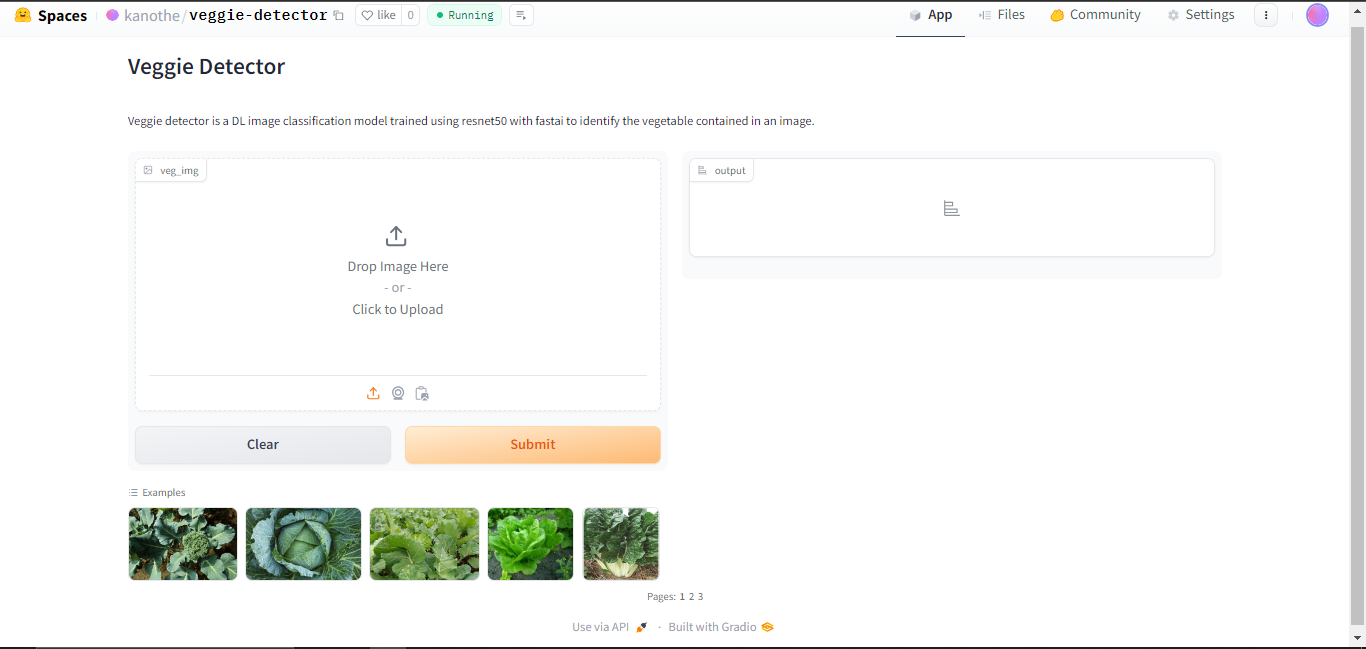 Spaces kanothe/veggie-detector like 0 Running App Files Community Settings
Veggie Detector
Veggie detector is a DL image classification model trained using resnet50 with fastai to identify the vegetable contained in an image.
veg_img
output
Drop Image Here
- or -
Click to Upload
Clear Submit
Examples
Pages: 1 2 3
Use via API · Built with Gradio